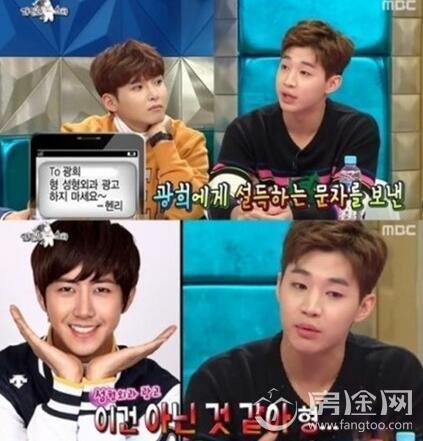 MBC
To 광희
형 성형외과 광고
하지 마세요~
-헨리
광희에게 설득하는 문자를 보낸
MBC
성형외과 광고
이건 아닌 것 같아 형...
房途网
www.fangtoo.com